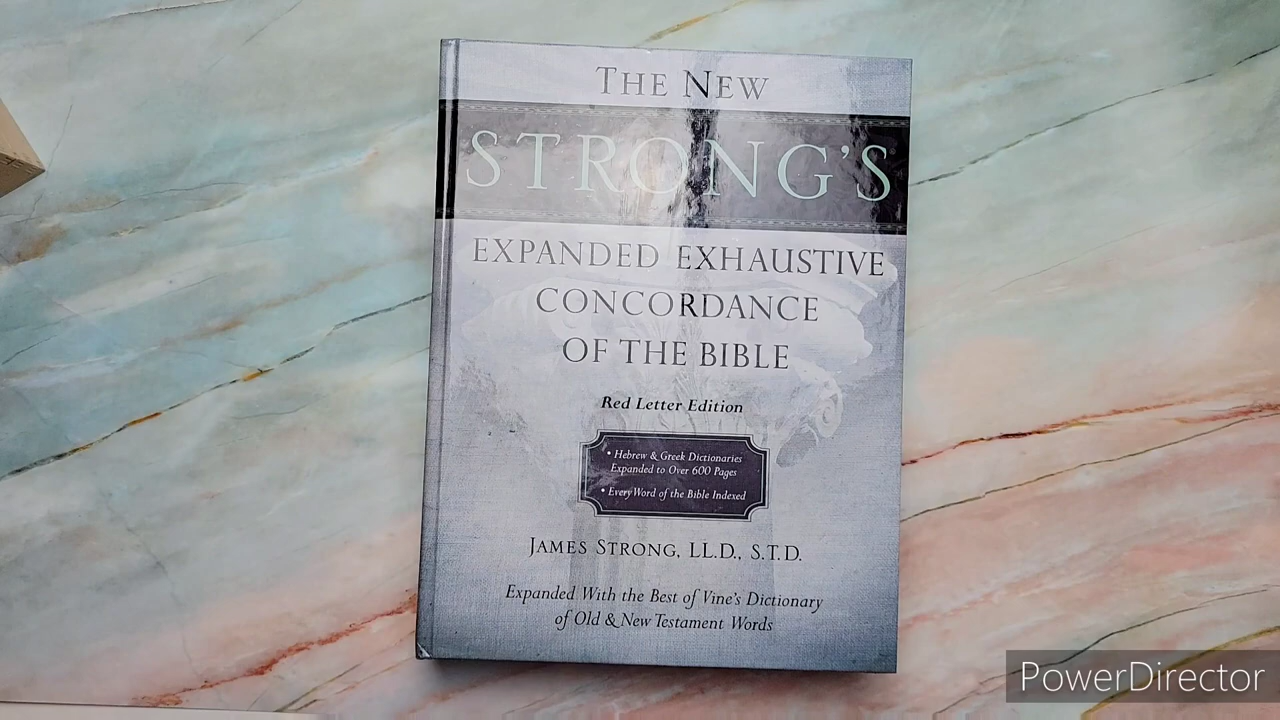 THE NEW
STRONG'S
EXPANDED EXHAUSTIVE
CONCORDANCE
OF THE BIBLE
Red Letter Edition
• Hebrew & Greek Dictionaries
Expanded to Over 600 Pages
• Every Word of the Bible Indexed
JAMES STRONG, LL.D., S.T.D.
Expanded With the Best of Vine's Dictionary
of Old & New Testament Words
PowerDirector